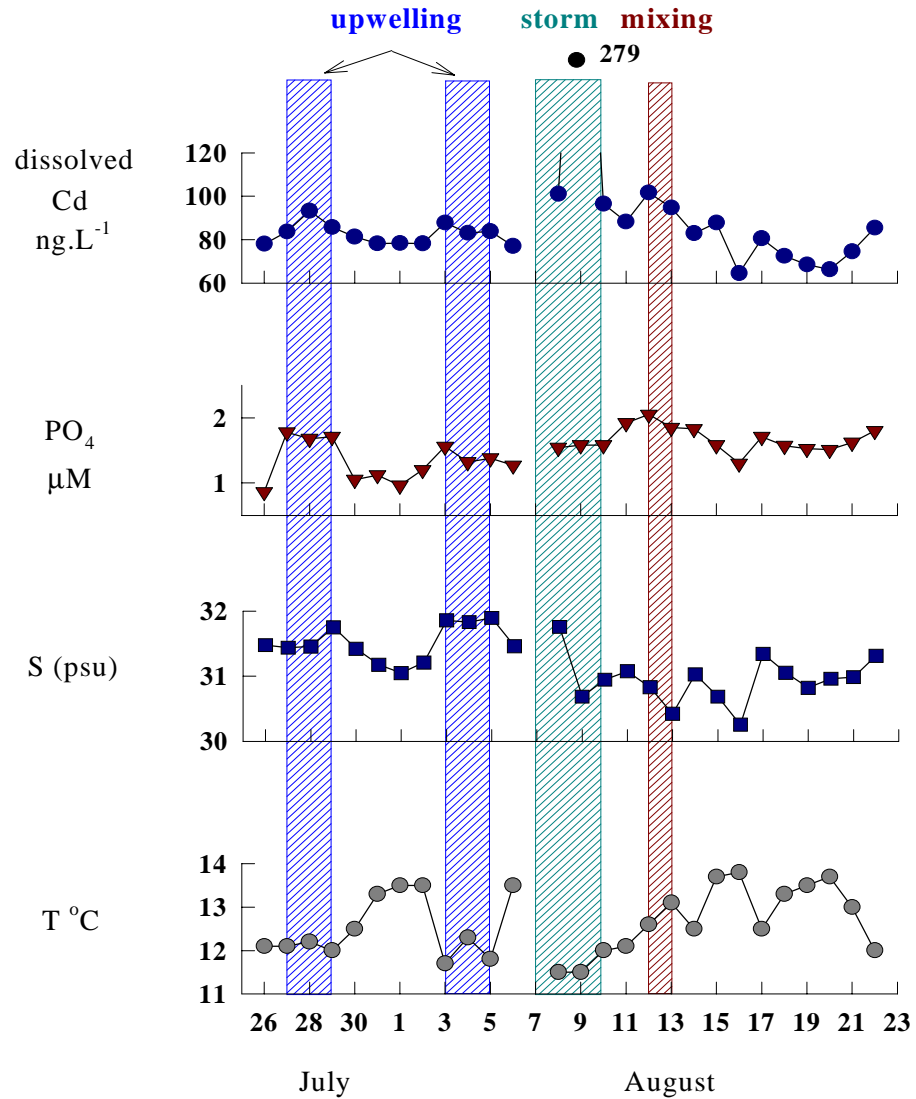 upwelling storm mixing
279
dissolved
Cd
ng.L-1
120
100
80
60
PO4
µM
2
1
S (psu)
32
31
30
T oC
14
13
12
11
26 28 30 1 3 5 7 9 11 13 15 17 19 21 23
July August